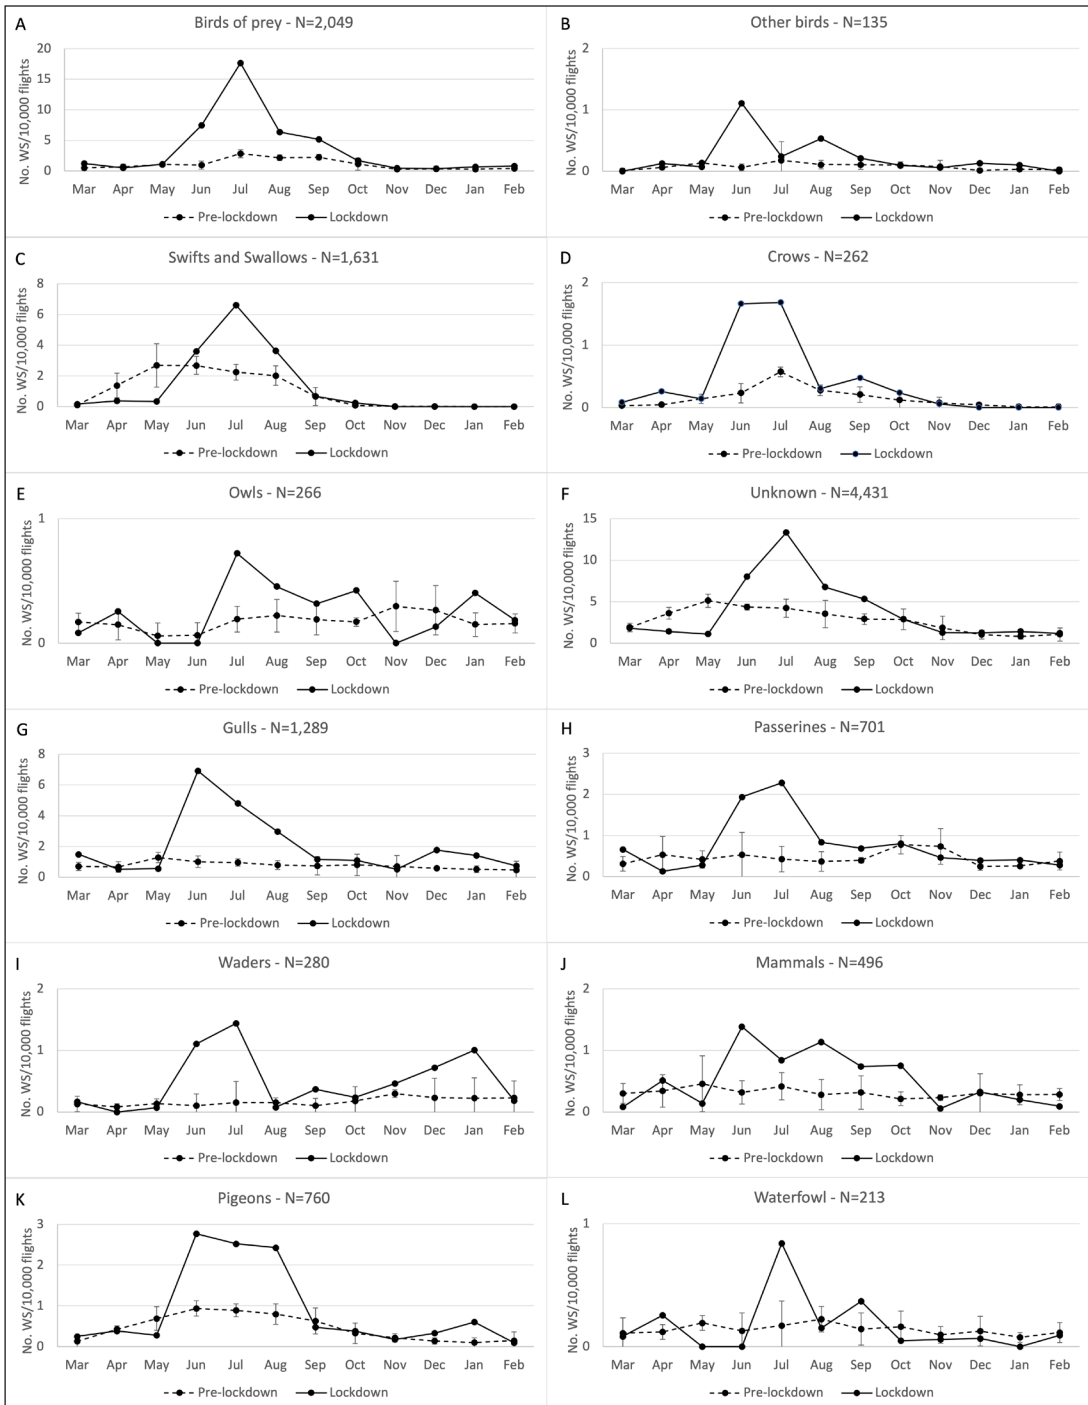 A
Birds of prey - N=2,049
No. WS/10,000 flights
20
15
10
5
0
Mar Apr May Jun Jul Aug Sep Oct Nov Dec Jan Feb
Pre-lockdown Lockdown
B
Other birds - N=135
No. WS/10,000 flights
2
1
0
Mar Apr May Jun Jul Aug Sep Oct Nov Dec Jan Feb
Pre-lockdown Lockdown
C
Swifts and Swallows - N=1,631
No. WS/10,000 flights
8
6
4
2
0
Mar Apr May Jun Jul Aug Sep Oct Nov Dec Jan Feb
Pre-lockdown Lockdown
D
Crows - N=262
No. WS/10,000 flights
2
1
0
Mar Apr May Jun Jul Aug Sep Oct Nov Dec Jan Feb
Pre-lockdown Lockdown
E
Owls - N=266
No. WS/10,000 flights
1
0
Mar Apr May Jun Jul Aug Sep Oct Nov Dec Jan Feb
Pre-lockdown Lockdown
F
Unknown - N=4,431
No. WS/10,000 flights
15
10
5
0
Mar Apr May Jun Jul Aug Sep Oct Nov Dec Jan Feb
Pre-lockdown Lockdown
G
Gulls - N=1,289
No. WS/10,000 flights
8
6
4
2
0
Mar Apr May Jun Jul Aug Sep Oct Nov Dec Jan Feb
Pre-lockdown Lockdown
H
Passerines - N=701
No. WS/10,000 flights
3
2
1
0
Mar Apr May Jun Jul Aug Sep Oct Nov Dec Jan Feb
Pre-lockdown Lockdown
I
Waders - N=280
No. WS/10,000 flights
2
1
0
Mar Apr May Jun Jul Aug Sep Oct Nov Dec Jan Feb
Pre-lockdown Lockdown
J
Mammals - N=496
No. WS/10,000 flights
2
1
0
Mar Apr May Jun Jul Aug Sep Oct Nov Dec Jan Feb
Pre-lockdown Lockdown
K
Pigeons - N=760
No. WS/10,000 flights
3
2
1
0
Mar Apr May Jun Jul Aug Sep Oct Nov Dec Jan Feb
Pre-lockdown Lockdown
L
Waterfowl - N=213
No. WS/10,000 flights
1
0
Mar Apr May Jun Jul Aug Sep Oct Nov Dec Jan Feb
Pre-lockdown Lockdown